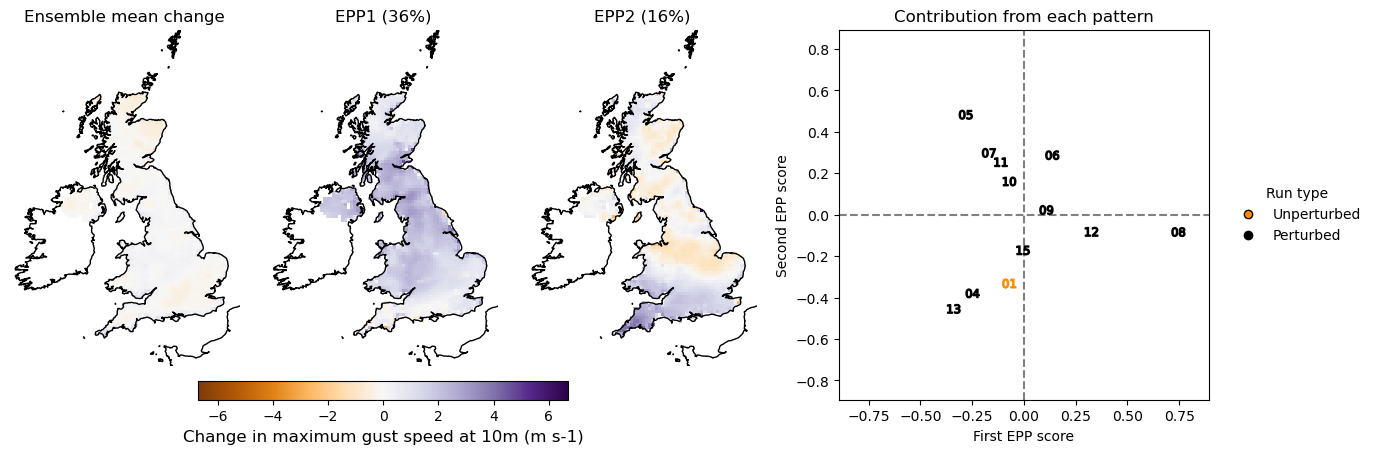 Ensemble mean change
EPP1 (36%)
EPP2 (16%)
Contribution from each pattern
−6 −4 −2 0 2 4 6
Change in maximum gust speed at 10m (m s-1)
Second EPP score
0.8
0.6
0.4
0.2
0.0
−0.2
−0.4
−0.6
−0.8
05
07
11
06
10
09
12
08
15
01
04
13
−0.75 −0.50 −0.25 0.00 0.25 0.50 0.75
First EPP score
Run type
Unperturbed
Perturbed